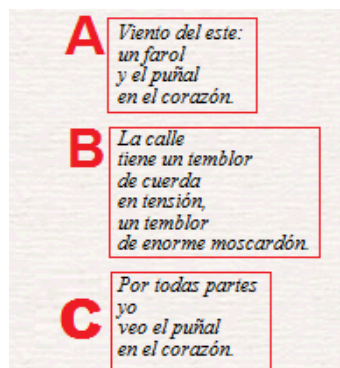 A
Viento del este:
un farol
y el puñal
en el corazón.
B
La calle
tiene un temblor
de cuerda
en tensión,
un temblor
de enorme moscardón.
C
Por todas partes
yo
veo el puñal
en el corazón.